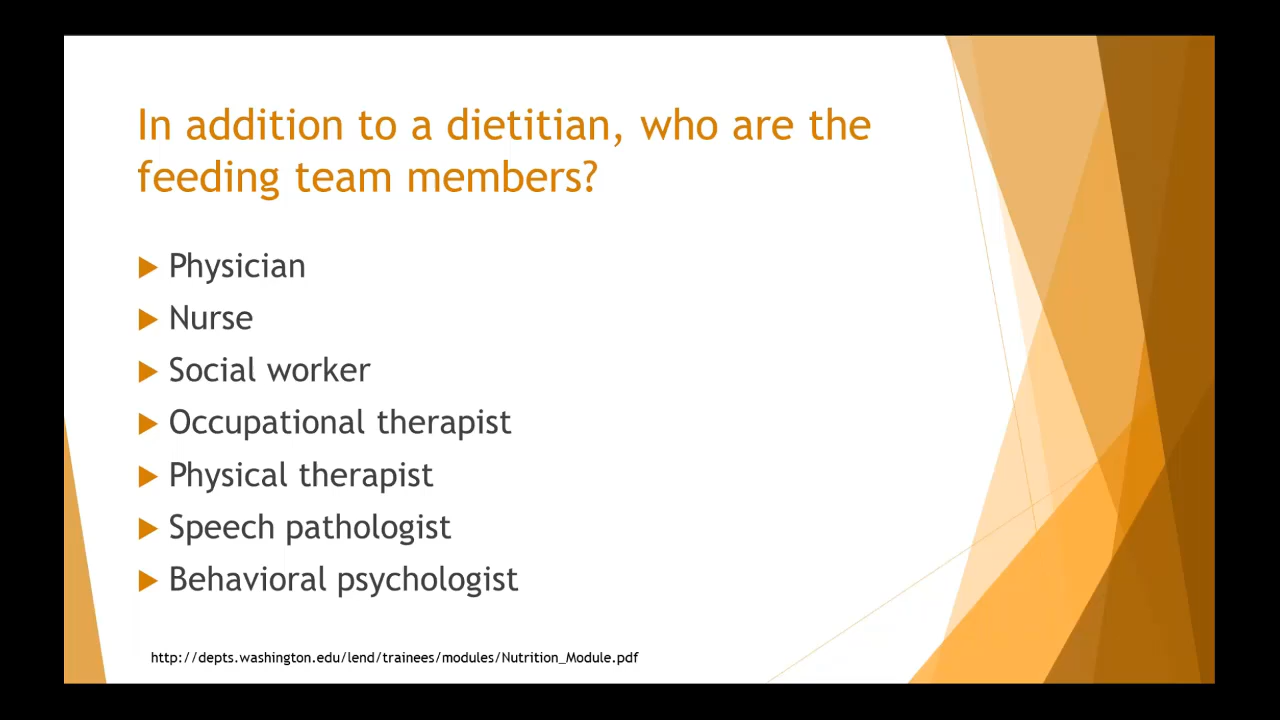 In addition to a dietitian, who are the
feeding team members?
Physician
Nurse
Social worker
Occupational therapist
Physical therapist
Speech pathologist
Behavioral psychologist
http://depts.washington.edu/lend/trainees/modules/Nutrition_Module.pdf